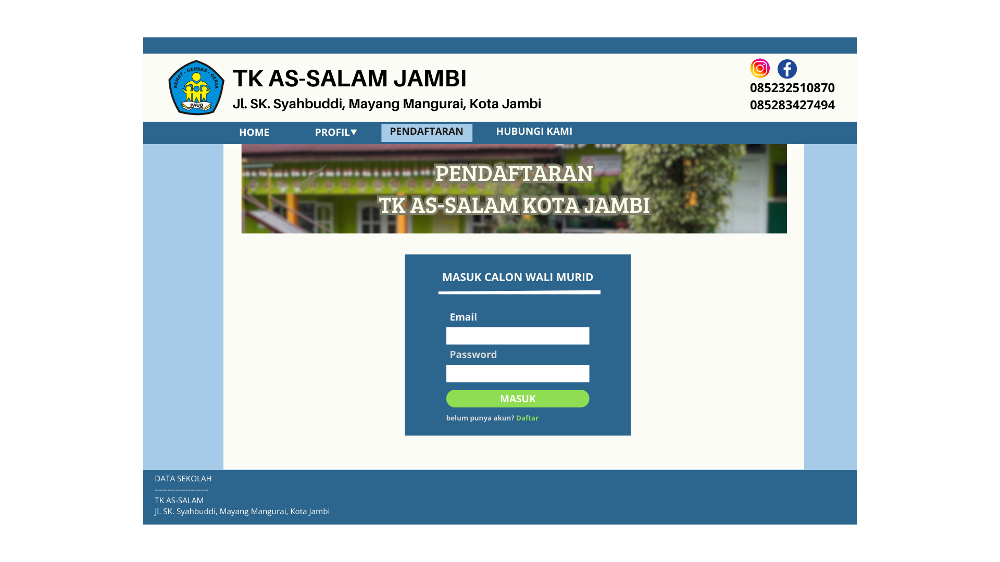 SEHAT - CERDAS - CERIA
PAUD
TK AS-SALAM JAMBI
Jl. SK. Syahbuddi, Mayang Mangurai, Kota Jambi
085232510870
085283427494
HOME PROFIL▼ PENDAFTARAN HUBUNGI KAMI
PENDAFTARAN
TK AS-SALAM KOTA JAMBI
MASUK CALON WALI MURID
Email
Password
MASUK
belum punya akun? Daftar
DATA SEKOLAH
---------------------
TK AS-SALAM
Jl. SK. Syahbuddi, Mayang Mangurai, Kota Jambi